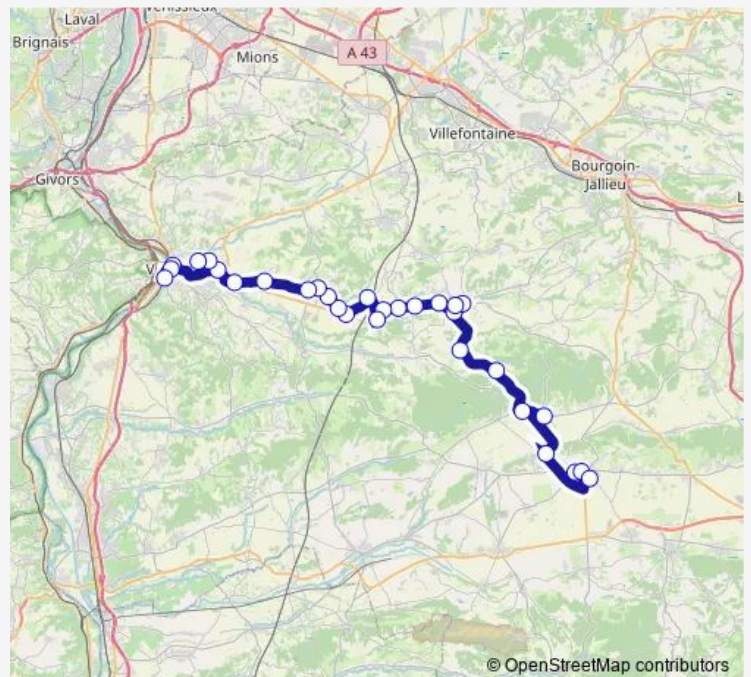 Laval
Vénissieux
Brignais
Mions
A 43
Villefontaine
Bourgoin-
Jallieu
Givors
L
V
© OpenStreetMap contributors